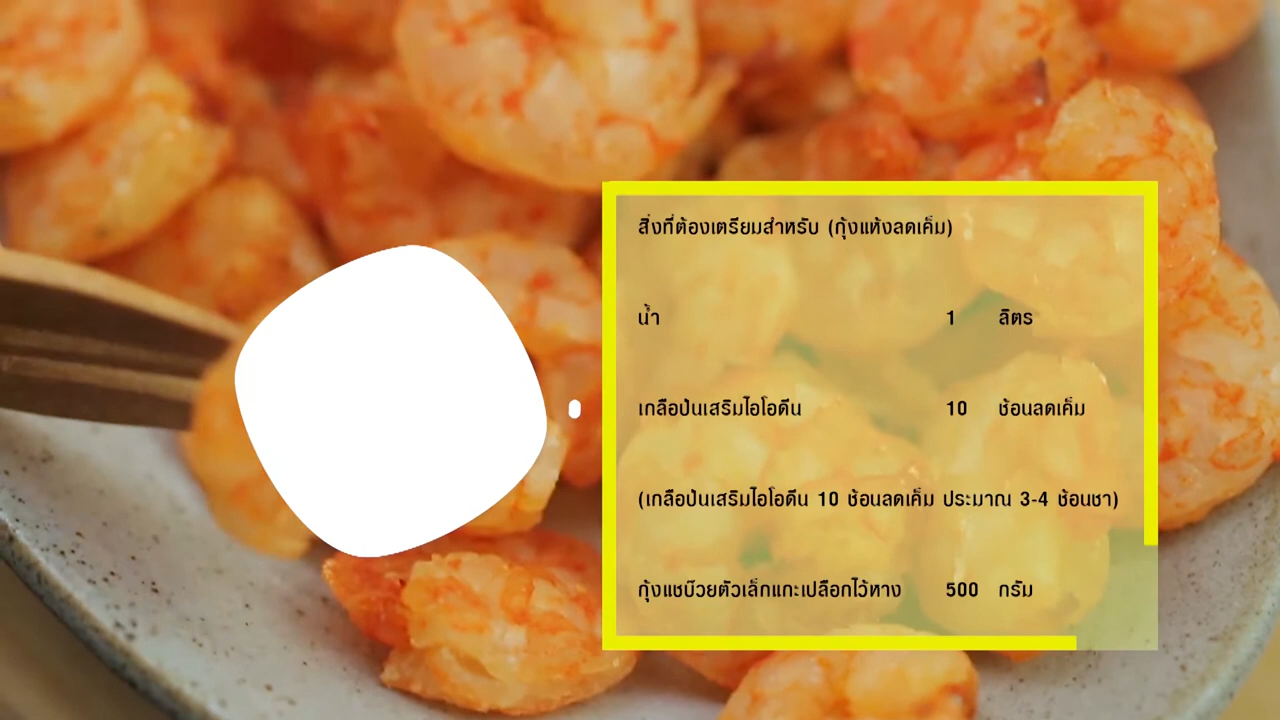 สิ่งที่ต้องเตรียมสำหรับ (กุ้งแห้งลดเค็ม)
น้ำ 1 ลิตร
เกลือป่นเสริมไอโอดีน 10 ช้อนลดเค็ม
(เกลือป่นเสริมไอโอดีน 10 ช้อนลดเค็ม ประมาณ 3-4 ช้อนชา)
กุ้งแชบ๊วยตัวเล็กแกะเปลือกไว้หาง 500 กรัม